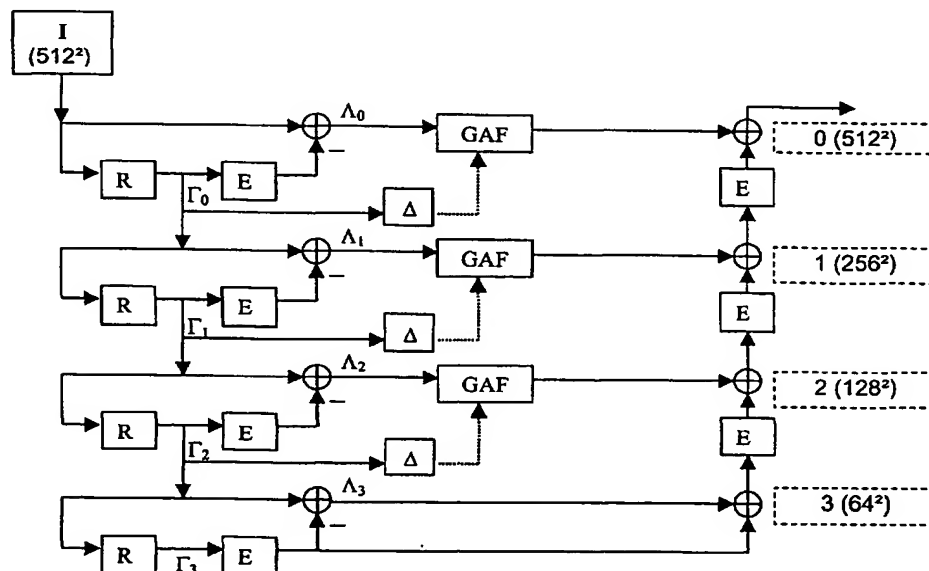 I
(512²)
Λ₀
GAF
0 (512²)
–
R
E
Γ₀
Δ
E
Λ₁
GAF
1 (256²)
–
R
E
Γ₁
Δ
E
Λ₂
GAF
2 (128²)
–
R
E
Γ₂
Δ
E
Λ₃
3 (64²)
–
R
Γ₃
E